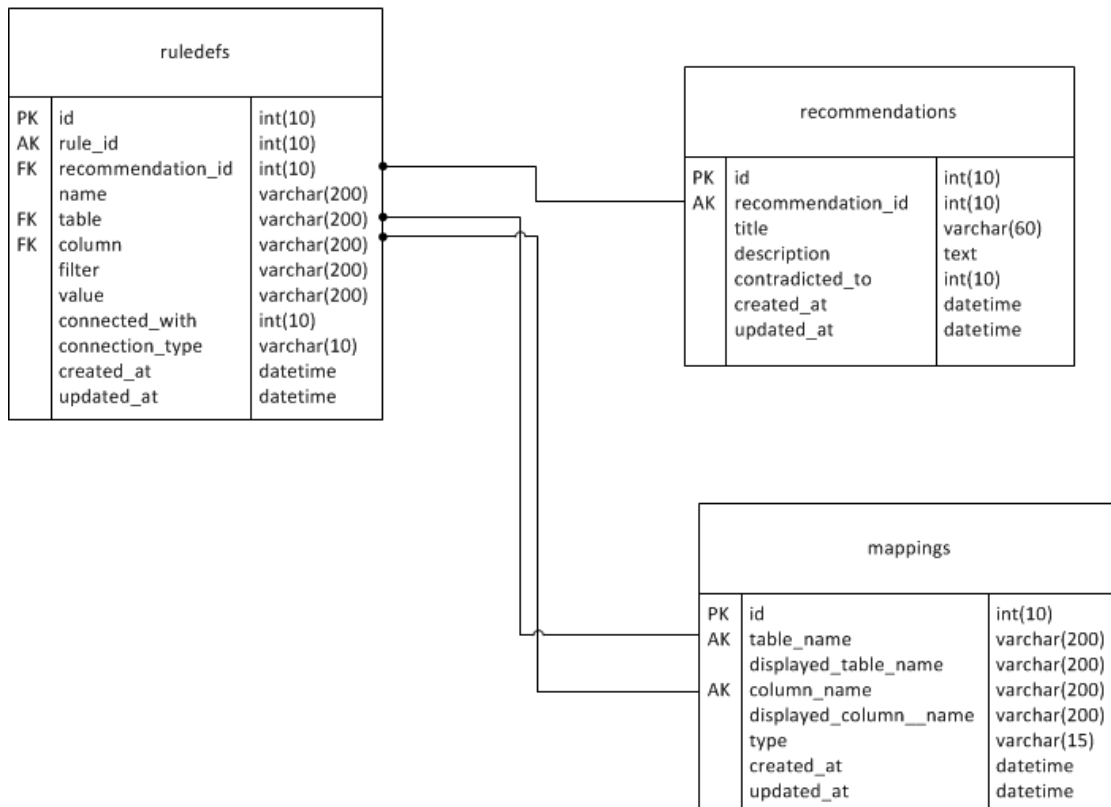 ruledefs
PK id int(10)
AK rule_id int(10)
FK recommendation_id int(10)
name varchar(200)
FK table varchar(200)
FK column varchar(200)
filter varchar(200)
value varchar(200)
connected_with int(10)
connection_type varchar(10)
created_at datetime
updated_at datetime
recommendations
PK id int(10)
AK recommendation_id int(10)
title varchar(60)
description text
contradicted_to int(10)
created_at datetime
updated_at datetime
mappings
PK id int(10)
AK table_name varchar(200)
displayed_table_name varchar(200)
AK column_name varchar(200)
displayed_column__name varchar(200)
type varchar(15)
created_at datetime
updated_at datetime